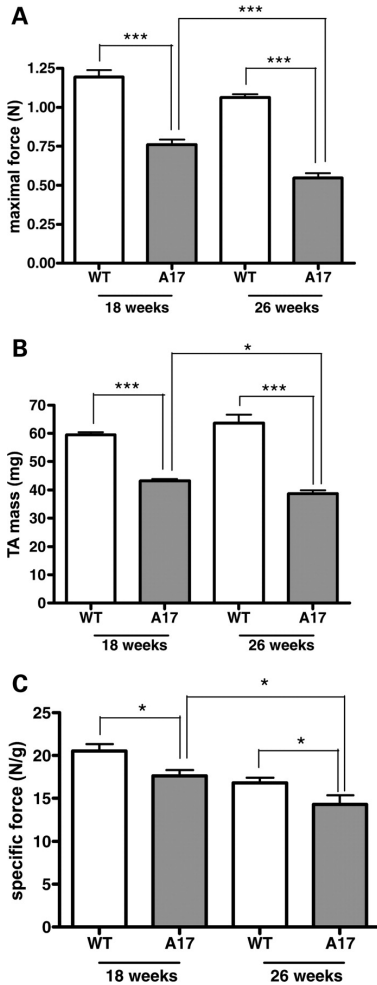 A
***
***
***
maximal force (N)
1.25
1.00
0.75
0.50
0.25
0.00
WT A17 WT A17
18 weeks 26 weeks
B
*
***
***
TA mass (mg)
70
60
50
40
30
20
10
0
WT A17 WT A17
18 weeks 26 weeks
C
*
*
*
specific force (N/g)
25
20
15
10
5
0
WT A17 WT A17
18 weeks 26 weeks